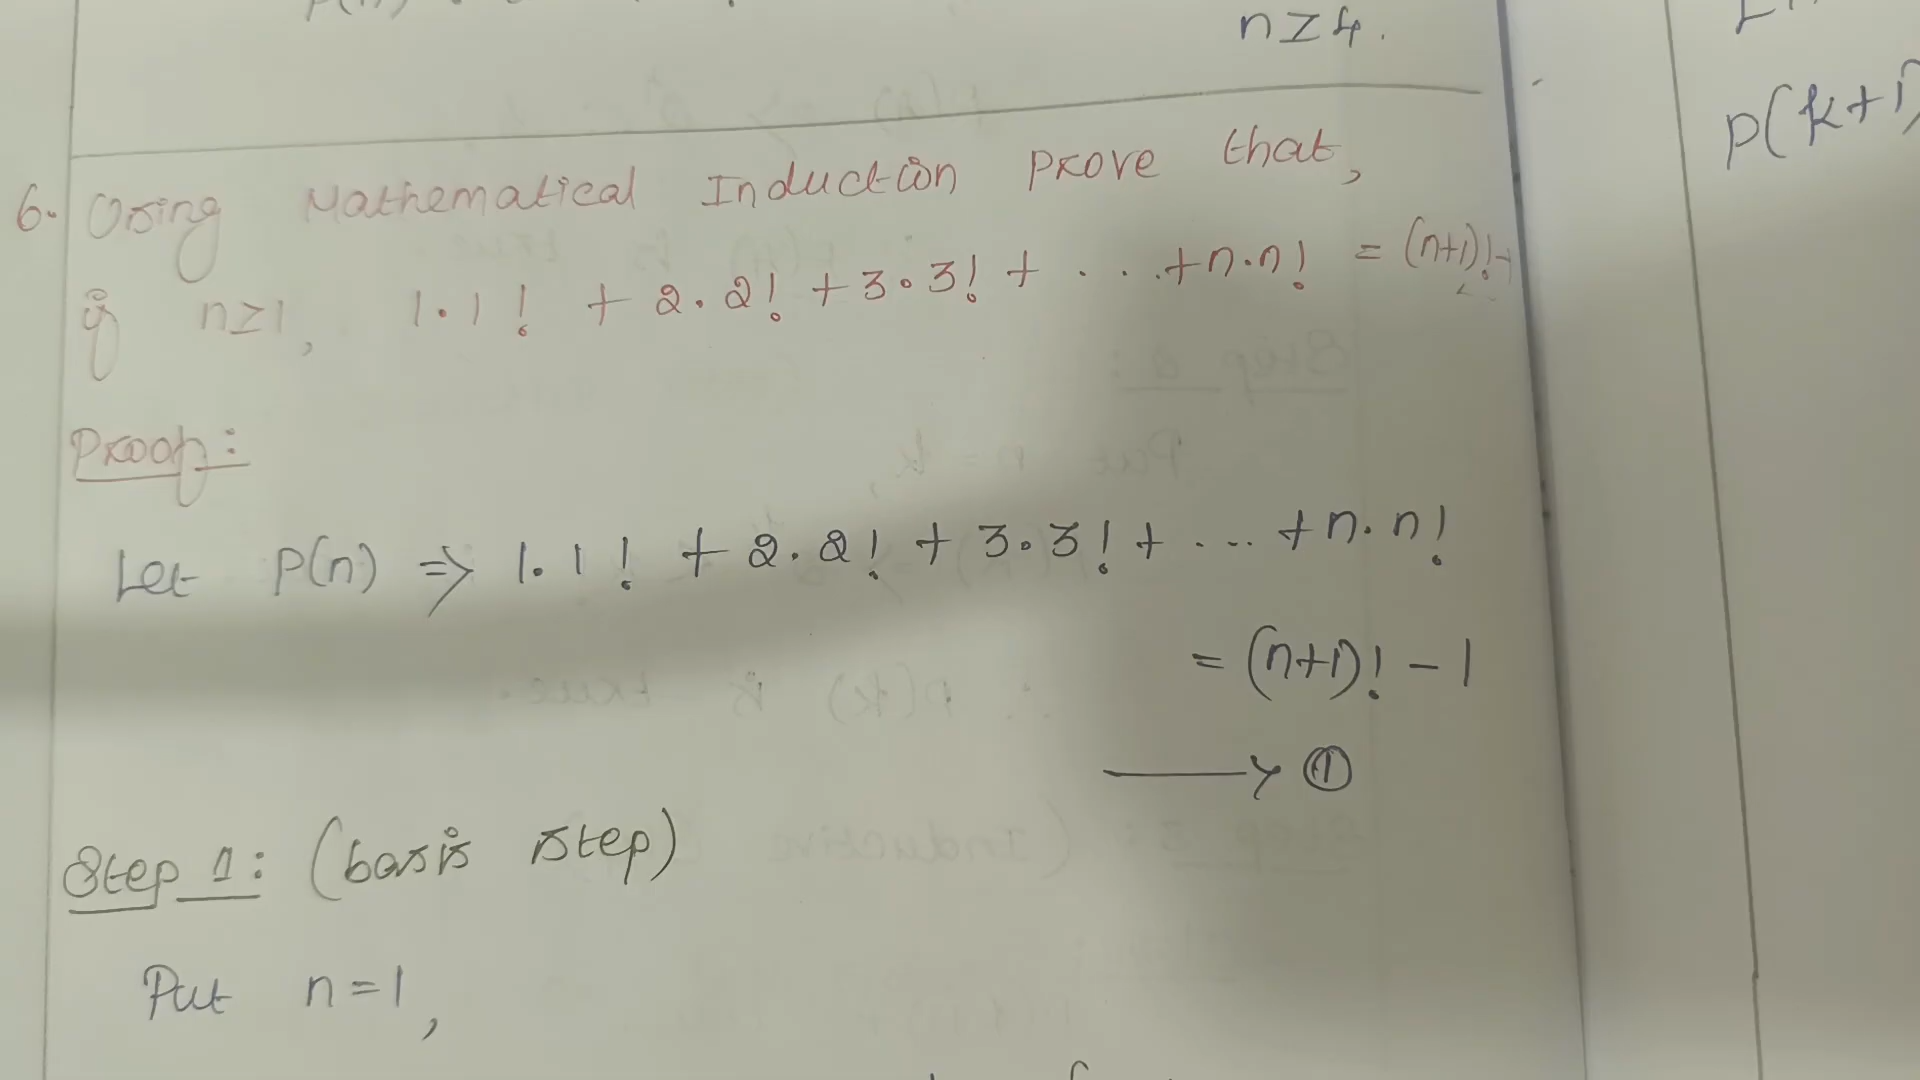 n≥4.
6. Using Mathematical Induction prove that,
if n≥1, 1.1! + 2.2! + 3.3! + ... + n.n! = (n+1)! -
Proof:
Let P(n) => 1.1! + 2.2! + 3.3! + ... + n.n!
= (n+1)! - 1
→ ①
Step 1: (basis step)
Put n=1,
P(k+1)